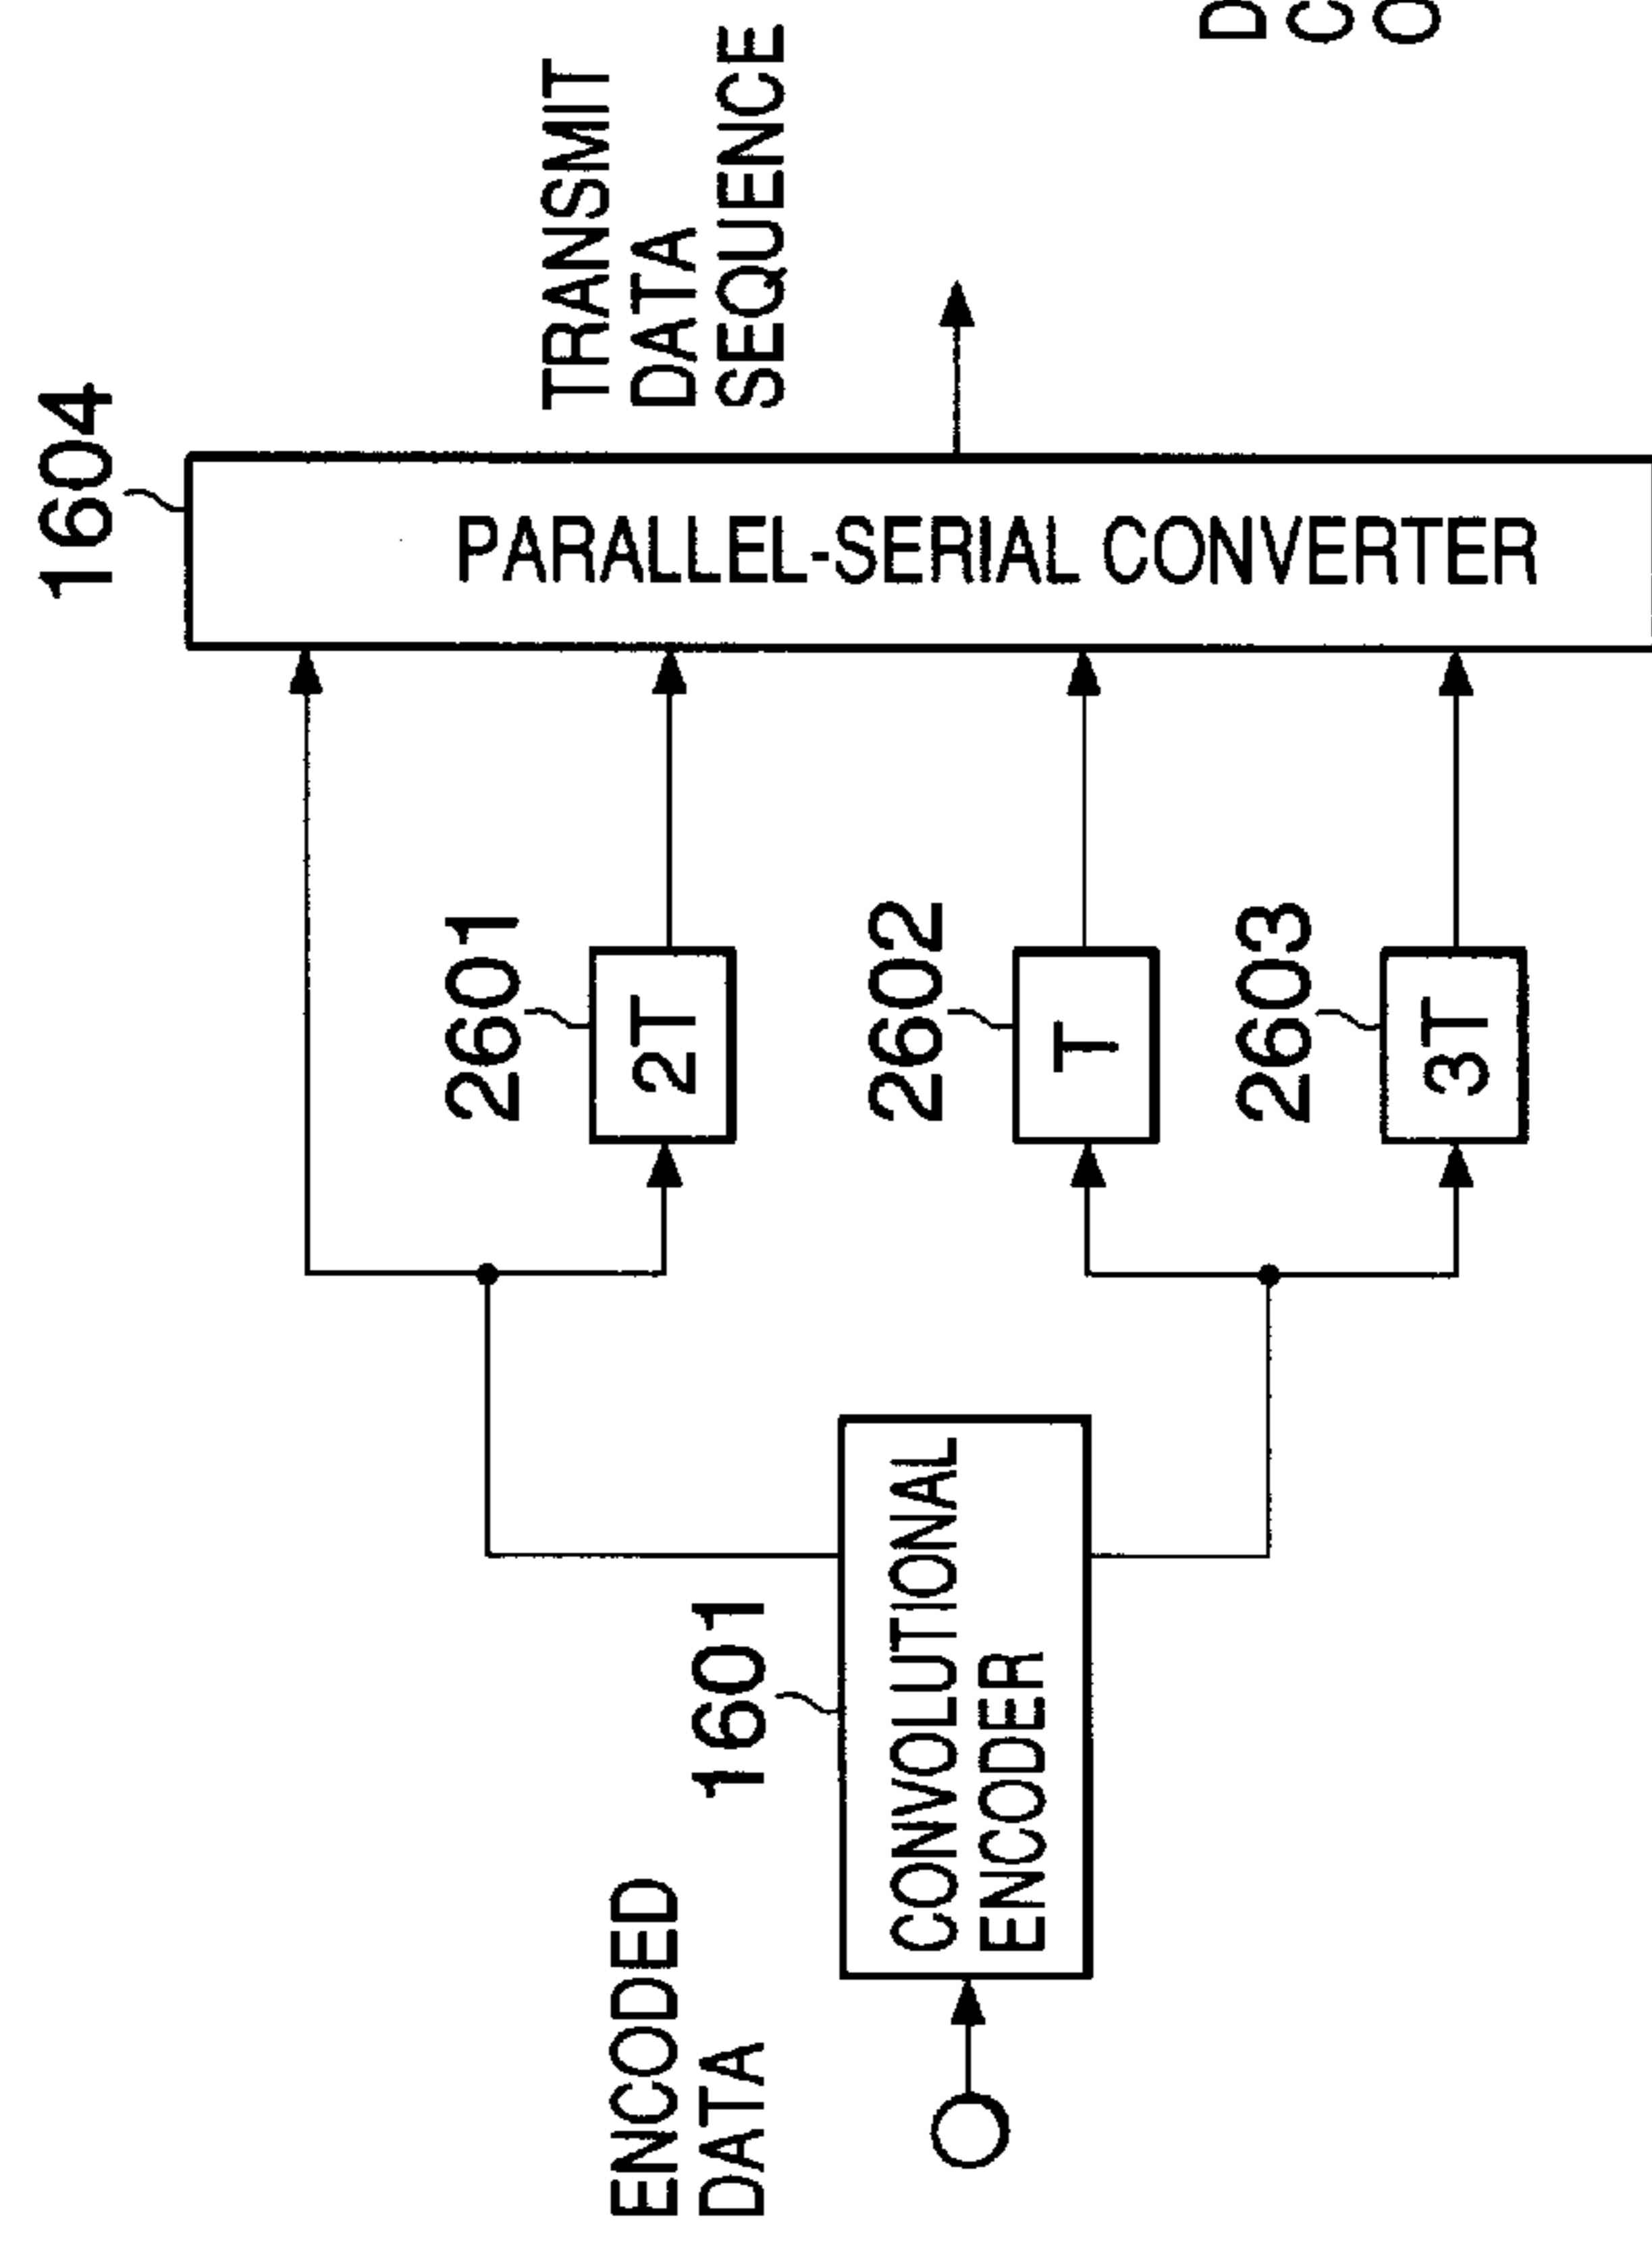 1604
TRANSMIT
DATA
SEQUENCE
PARALLEL-SERIAL CONVERTER
2601
2T
2602
T
2603
3T
1601
CONVOLUTIONAL
ENCODER
ENCODED
DATA
D
C
O